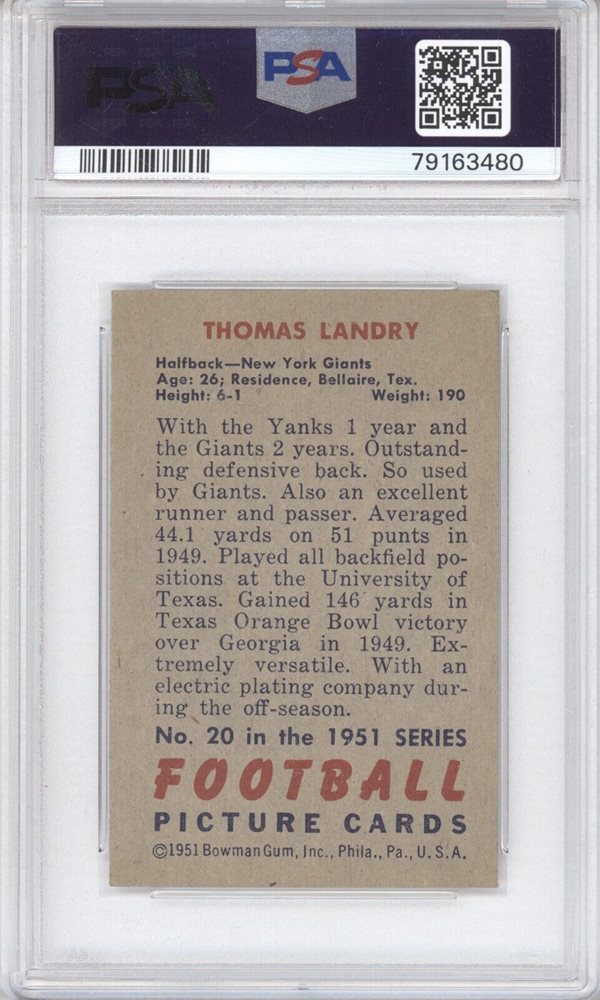 PSA
PSA
79163480
THOMAS LANDRY
Halfback—New York Giants
Age: 26; Residence, Bellaire, Tex.
Height: 6-1 Weight: 190
With the Yanks 1 year and
the Giants 2 years. Outstand-
ing defensive back. So used
by Giants. Also an excellent
runner and passer. Averaged
44.1 yards on 51 punts in
1949. Played all backfield po-
sitions at the University of
Texas. Gained 146 yards in
Texas Orange Bowl victory
over Georgia in 1949. Ex-
tremely versatile. With an
electric plating company dur-
ing the off-season.
No. 20 in the 1951 SERIES
FOOTBALL
PICTURE CARDS
©1951 Bowman Gum, Inc., Phila., Pa., U.S.A.